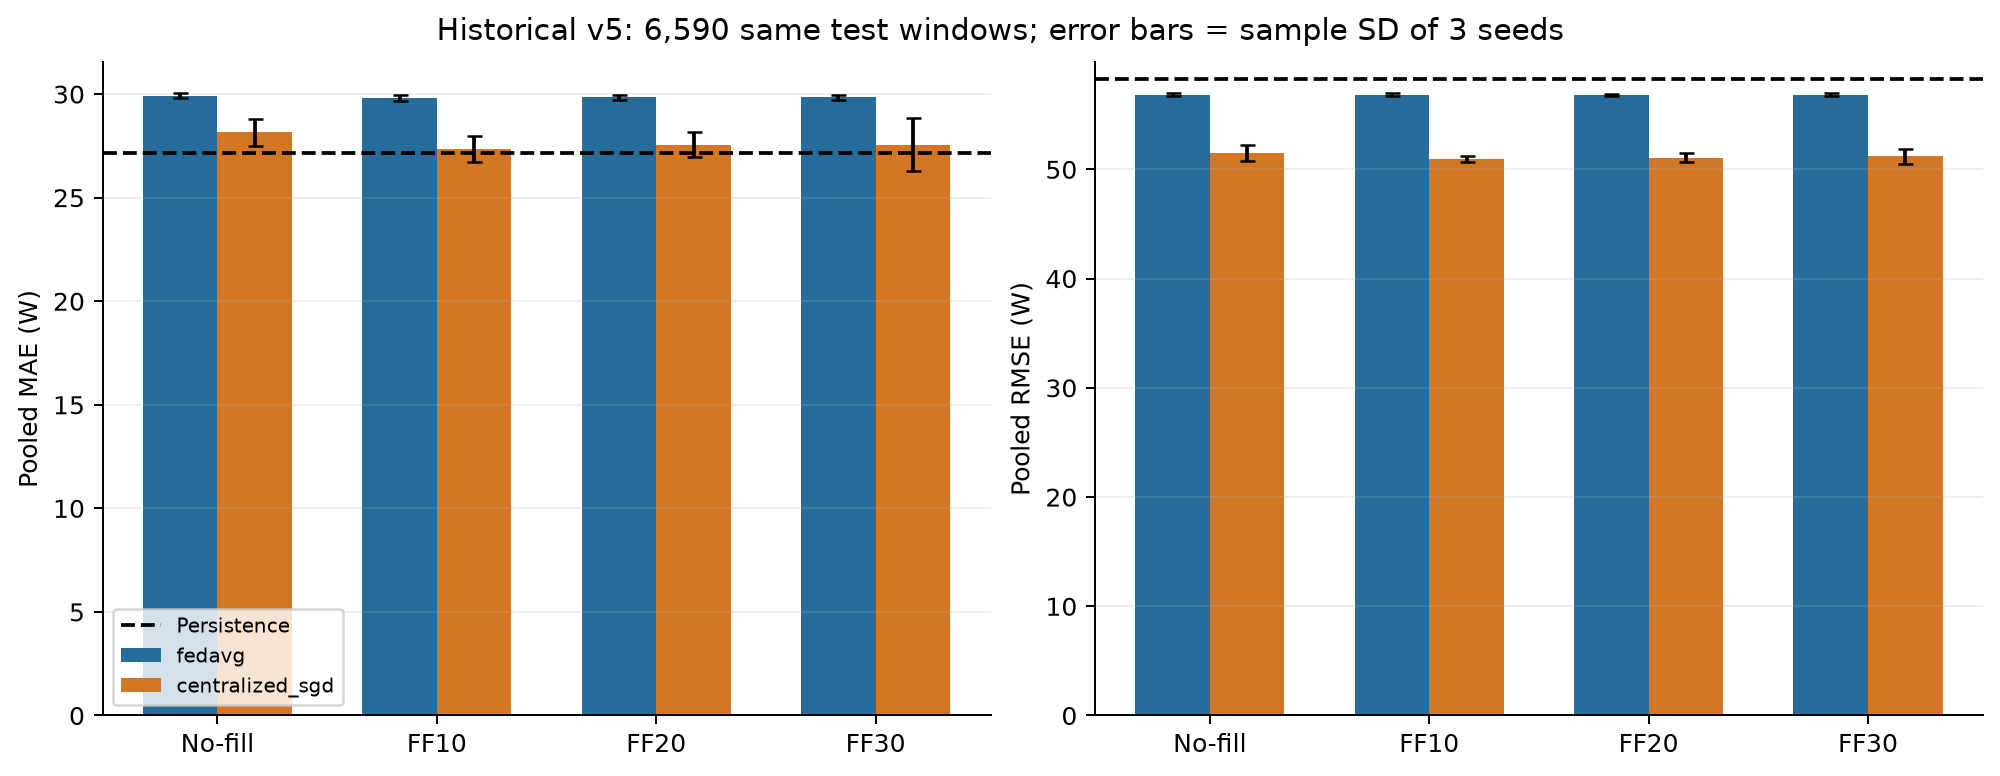 Historical v5: 6,590 same test windows; error bars = sample SD of 3 seeds
Pooled MAE (W)
30
25
20
15
10
5
0
Persistence
fedavg
centralized_sgd
No-fill
FF10
FF20
FF30
Pooled RMSE (W)
50
40
30
20
10
0
No-fill
FF10
FF20
FF30